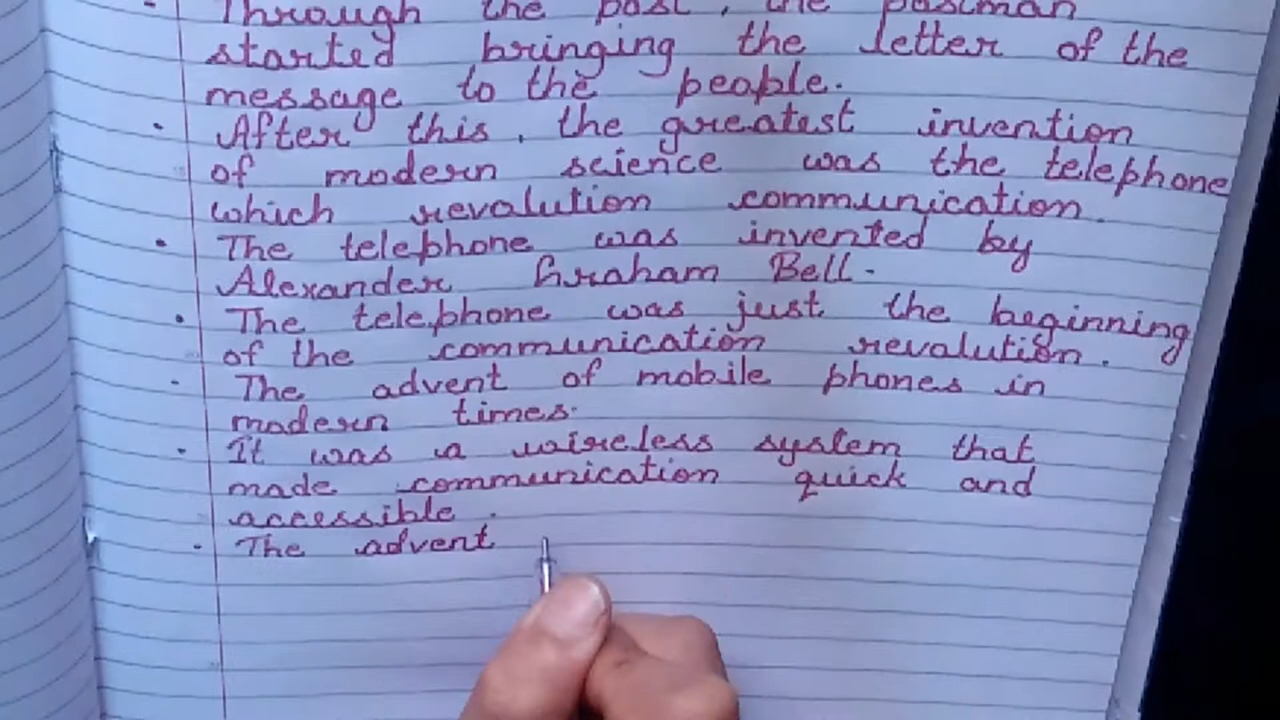 Through the post, the postman
started bringing the letter of the
message to the people.
After this, the greatest invention
of modern science was the telephone
which revolution communication.
The telephone was invented by
Alexander Graham Bell.
The telephone was just the beginning
of the communication revolution.
The advent of mobile phones in
modern times.
It was a wireless system that
made communication quick and
accessible.
The advent